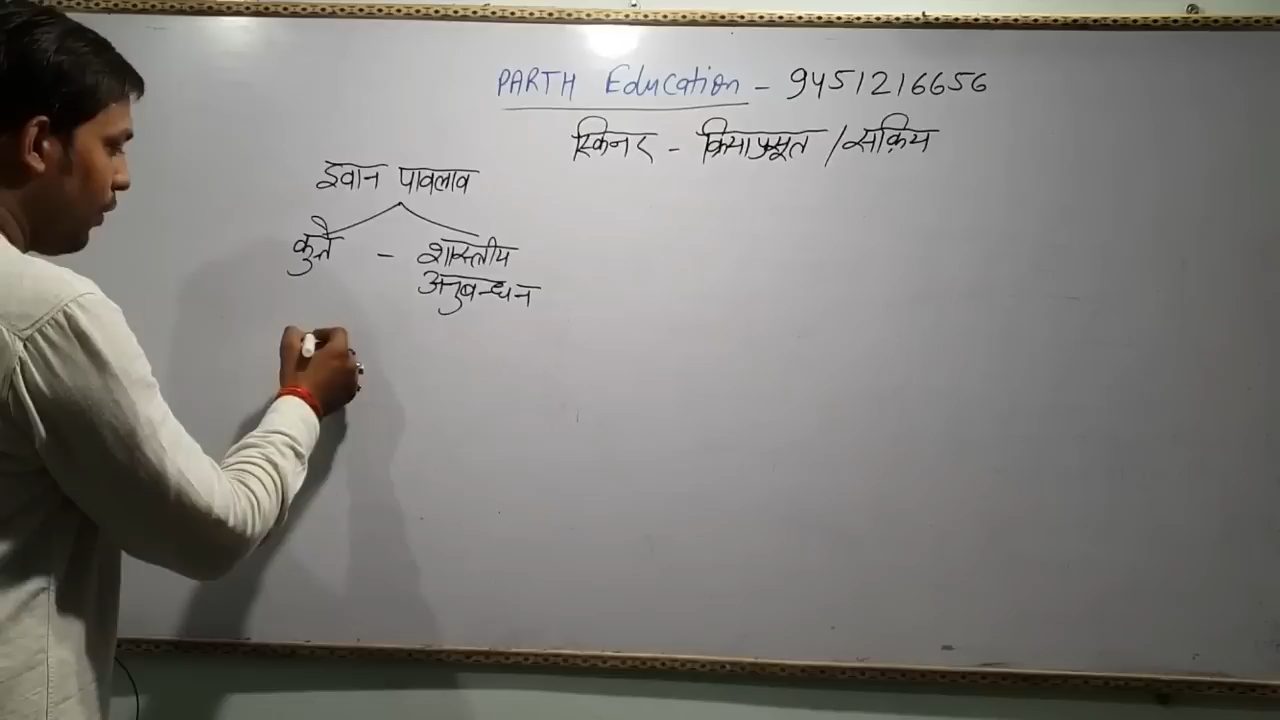 PARTH Education - 9451216656
स्किनर - क्रियाप्रसूत / सक्रिय
इवान पावलाव
कुत्ते - शास्त्रीय
अनुबन्धन